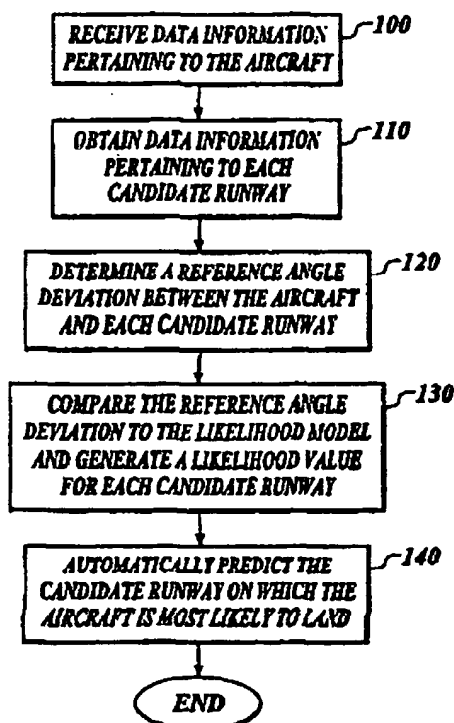 RECEIVE DATA INFORMATION
PERTAINING TO THE AIRCRAFT
100
OBTAIN DATA INFORMATION
PERTAINING TO EACH
CANDIDATE RUNWAY
110
DETERMINE A REFERENCE ANGLE
DEVIATION BETWEEN THE AIRCRAFT
AND EACH CANDIDATE RUNWAY
120
COMPARE THE REFERENCE ANGLE
DEVIATION TO THE LIKELIHOOD MODEL
AND GENERATE A LIKELIHOOD VALUE
FOR EACH CANDIDATE RUNWAY
130
AUTOMATICALLY PREDICT THE
CANDIDATE RUNWAY ON WHICH THE
AIRCRAFT IS MOST LIKELY TO LAND
140
END